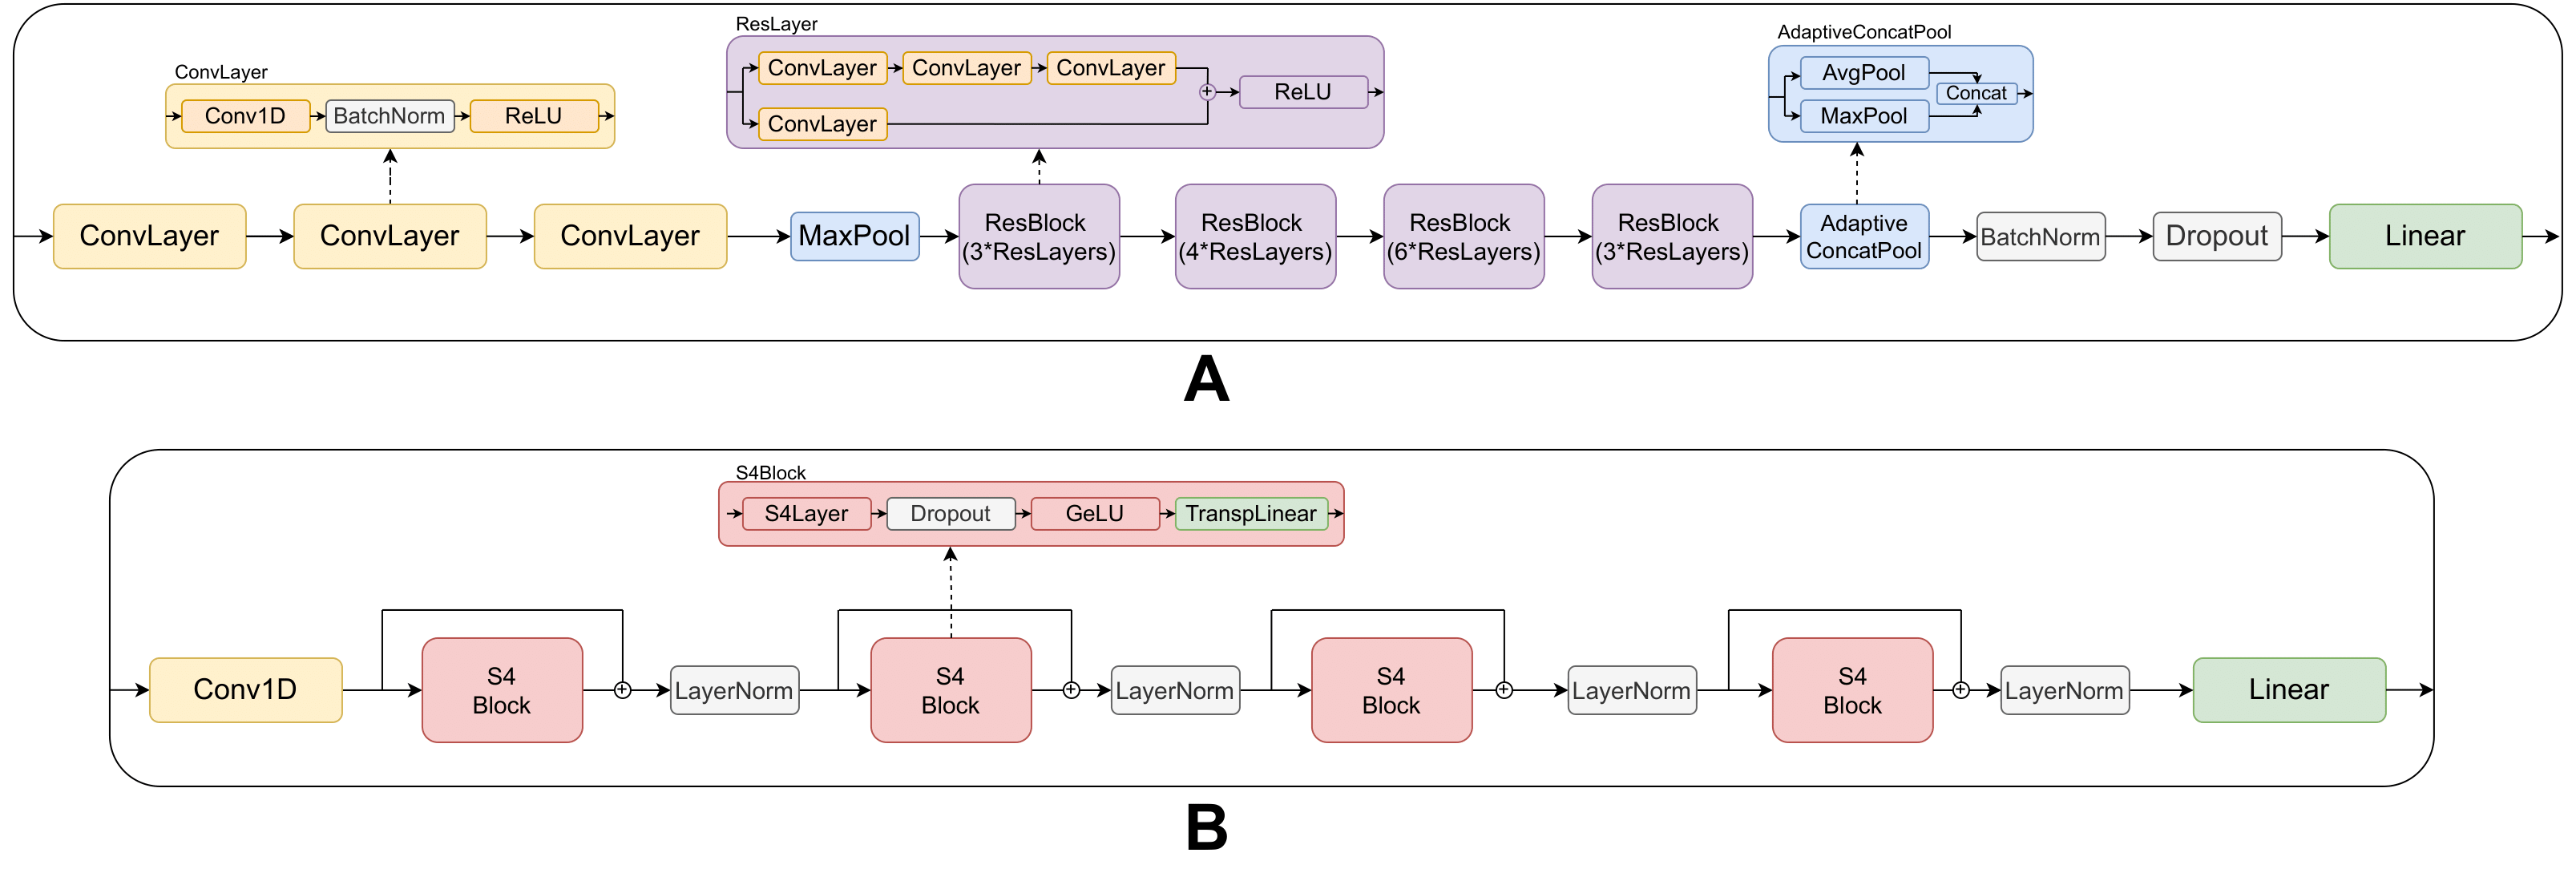 ResLayer
AdaptiveConcatPool
ConvLayer
ConvLayer ConvLayer ConvLayer
ConvLayer
ReLU
AvgPool
MaxPool
Concat
Conv1D BatchNorm ReLU
ConvLayer ConvLayer ConvLayer MaxPool
ResBlock
(3*ResLayers)
ResBlock
(4*ResLayers)
ResBlock
(6*ResLayers)
ResBlock
(3*ResLayers)
Adaptive
ConcatPool
BatchNorm Dropout Linear
A
S4Block
S4Layer Dropout GeLU TranspLinear
Conv1D
S4
Block
LayerNorm
S4
Block
LayerNorm
S4
Block
LayerNorm
S4
Block
LayerNorm
Linear
B